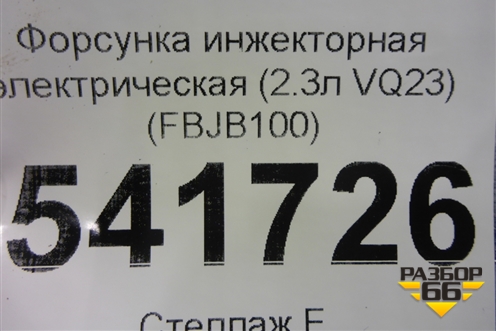 Форсунка инжекторная
электрическая (2.3л VQ23)
(FBJB100)
541726
РАЗБОР
66
Стеллаж F